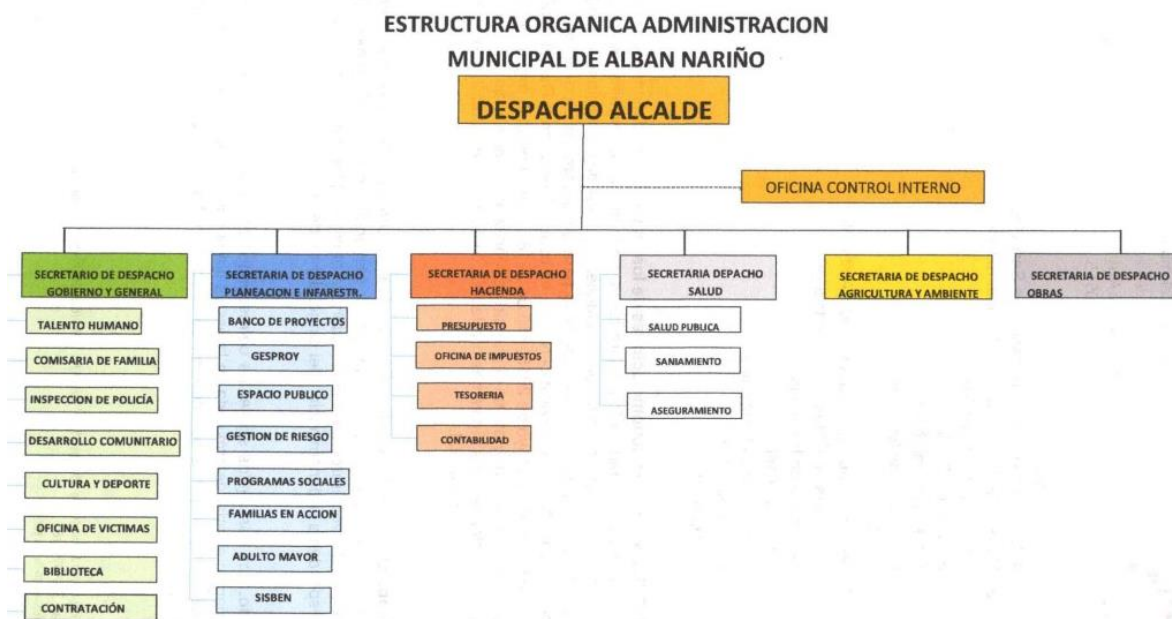 ESTRUCTURA ORGANICA ADMINISTRACION
MUNICIPAL DE ALBAN NARIÑO
DESPACHO ALCALDE
OFICINA CONTROL INTERNO
SECRETARIO DE DESPACHO
GOBIERNO Y GENERAL
TALENTO HUMANO
COMISARIA DE FAMILIA
INSPECCION DE POLICÍA
DESARROLLO COMUNITARIO
CULTURA Y DEPORTE
OFICINA DE VICTIMAS
BIBLIOTECA
CONTRATACIÓN
SECRETARIA DE DESPACHO
PLANEACION E INFARESTR.
BANCO DE PROYECTOS
GESPROY
ESPACIO PUBLICO
GESTION DE RIESGO
PROGRAMAS SOCIALES
FAMILIAS EN ACCION
ADULTO MAYOR
SISBEN
SECRETARIA DE DESPACHO
HACIENDA
PRESUPUESTO
OFICINA DE IMPUESTOS
TESORERIA
CONTABILIDAD
SECRETARIA DEPACHO
SALUD
SALUD PUBLICA
SANIAMIENTO
ASEGURAMIENTO
SECRETARIA DE DESPACHO
AGRICULTURA Y AMBIENTE
SECRETARIA DE DESPACHO
OBRAS